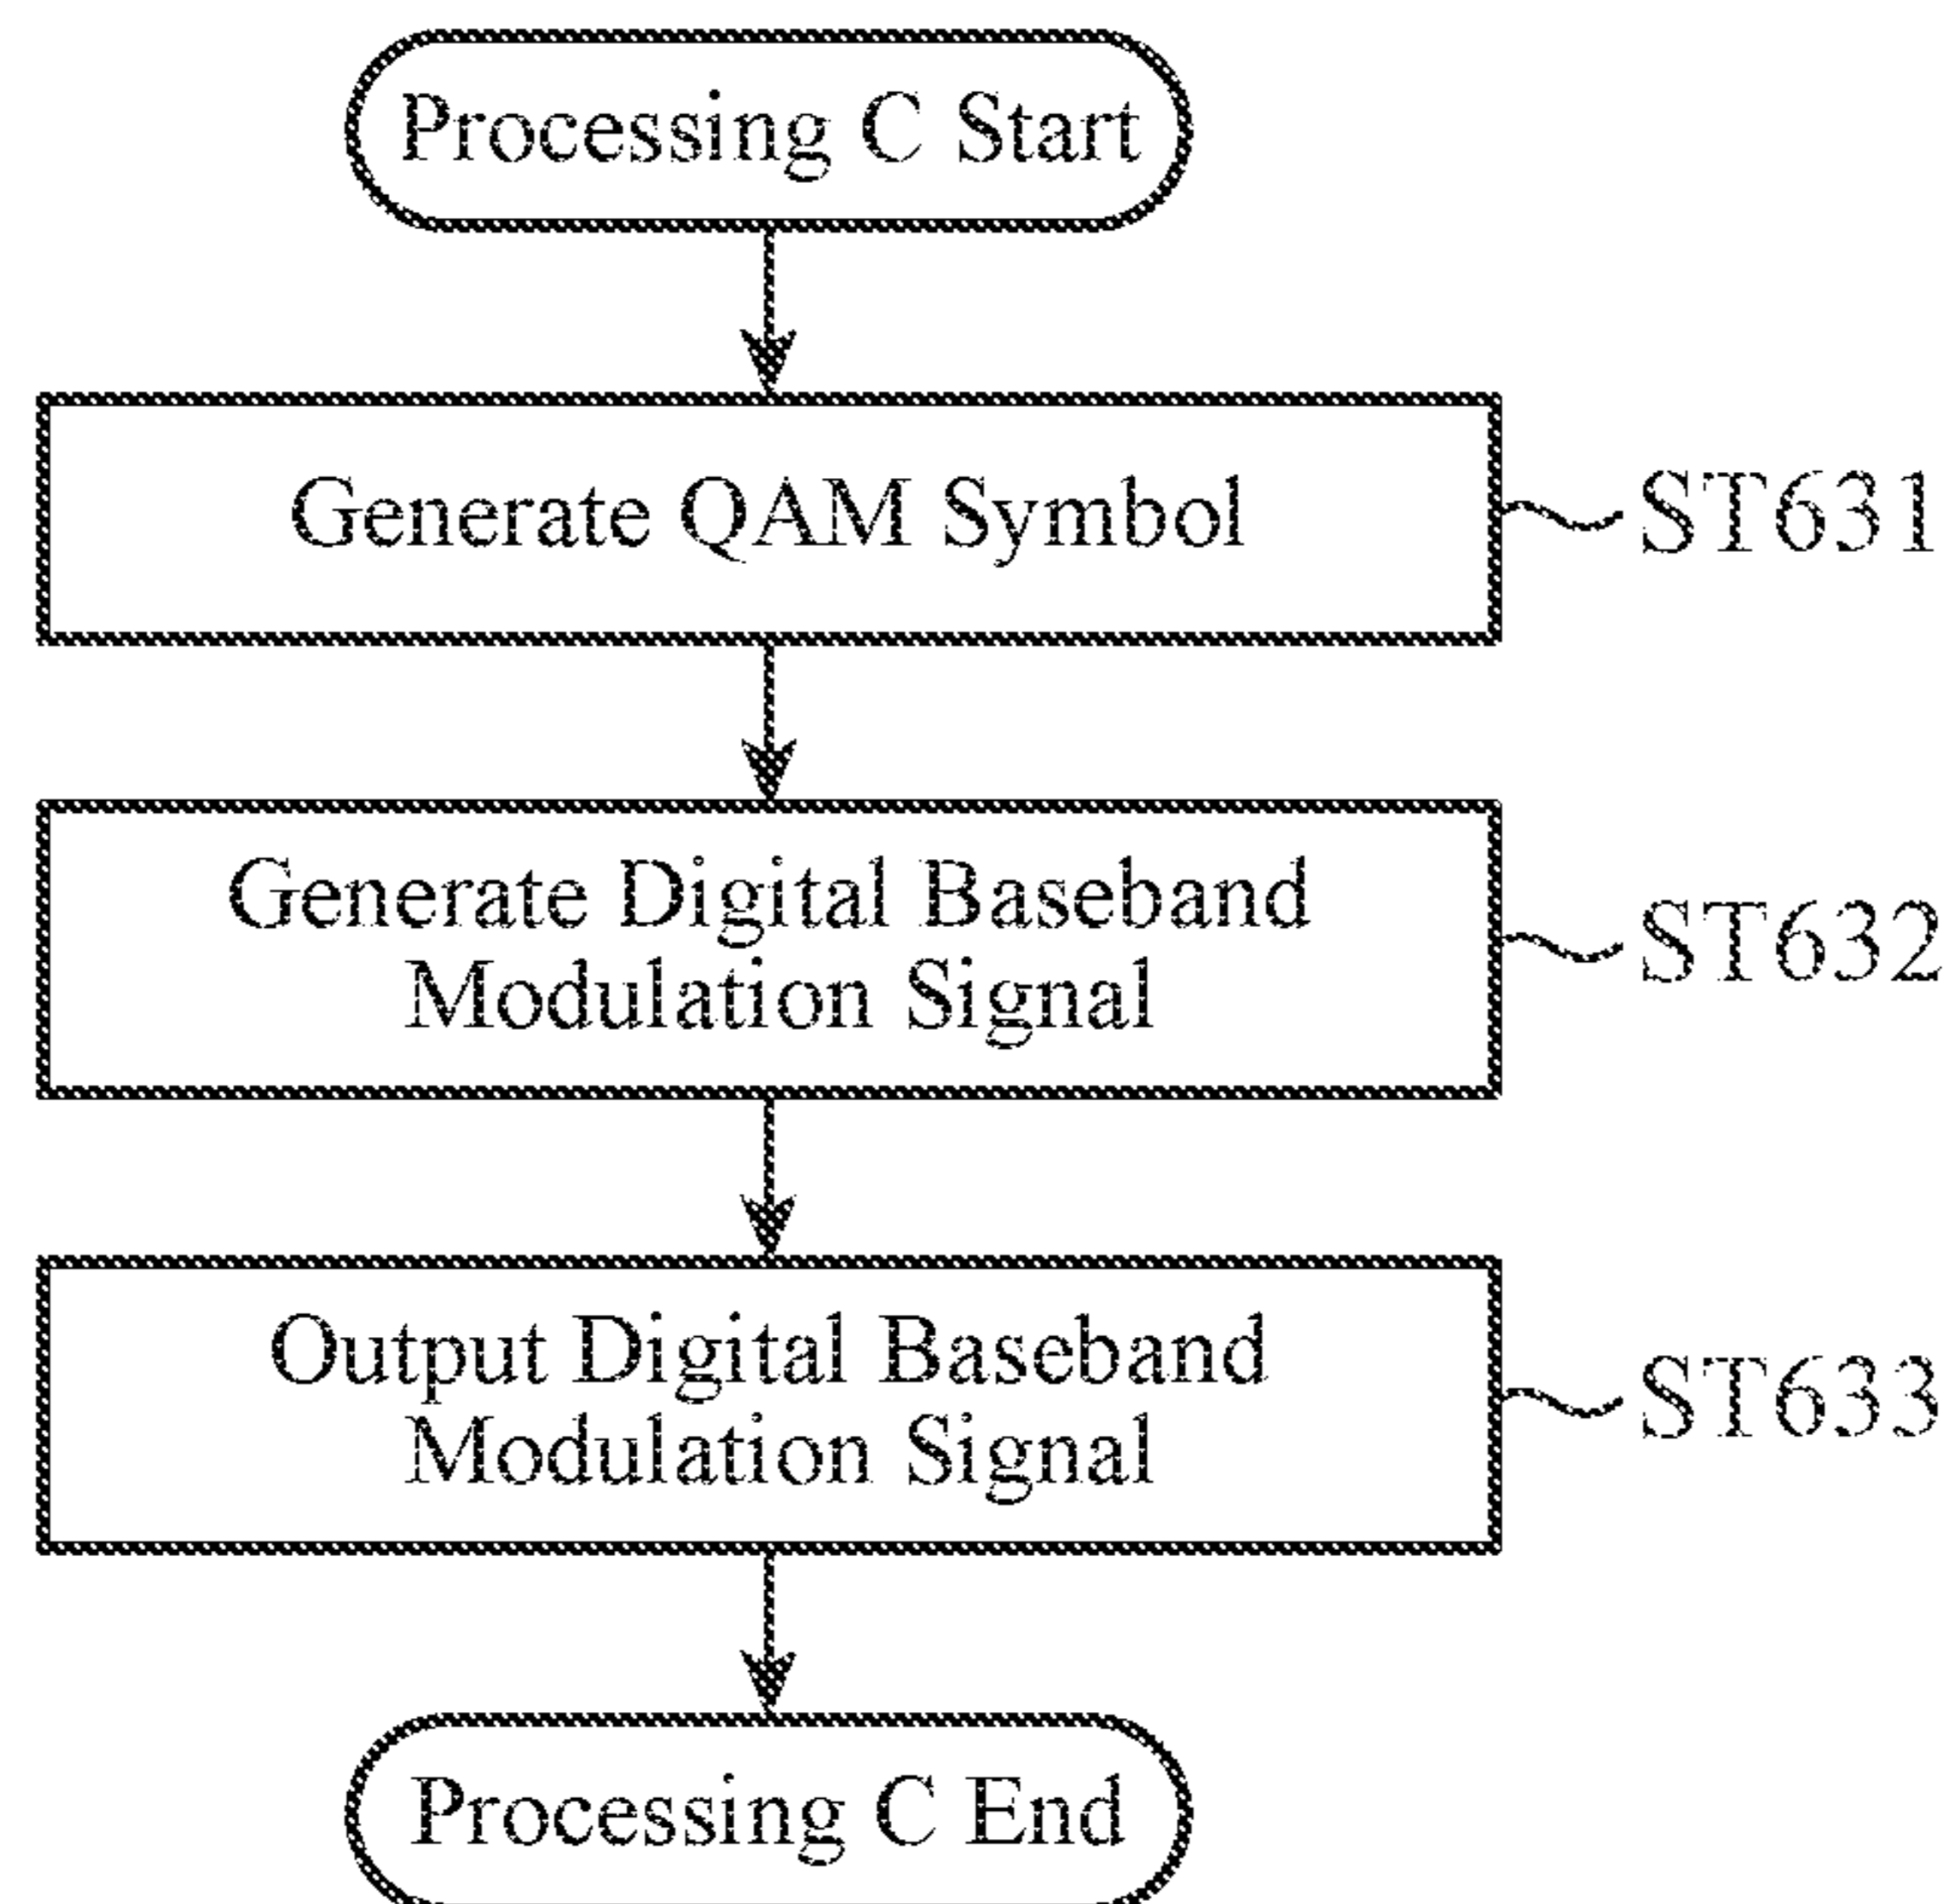 Processing C Start
Generate QAM Symbol
ST631
Generate Digital Baseband
Modulation Signal
ST632
Output Digital Baseband
Modulation Signal
ST633
Processing C End